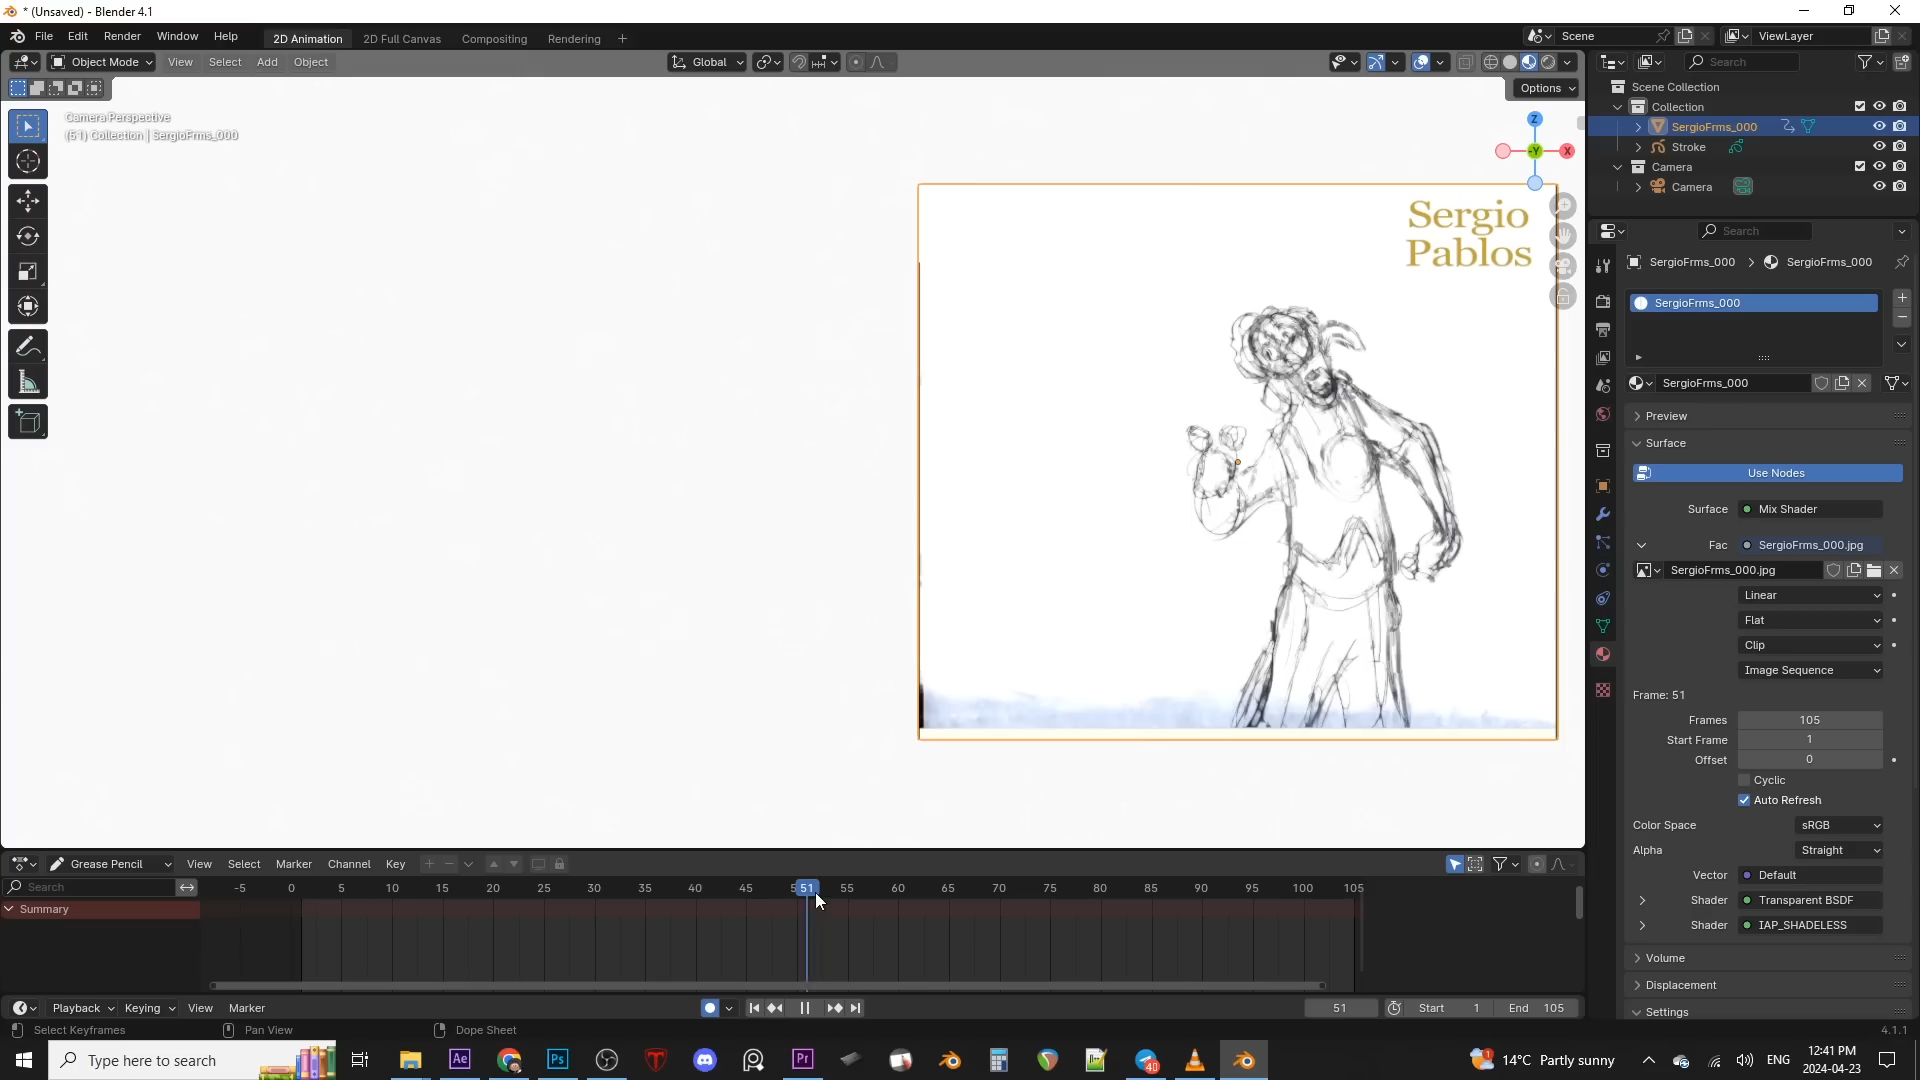 * (Unsaved) - Blender 4.1
File Edit Render Window Help 2D Animation 2D Full Canvas Compositing Rendering Scene ViewLayer
Object Mode View Select Add Object Global Search
Options
Camera Perspective
(51) Collection | SergioFrms_000
Z
-Y
X
Sergio
Pablos
Scene Collection
Collection
SergioFrms_000
Stroke
Camera
Camera
Search
SergioFrms_000 SergioFrms_000
SergioFrms_000
SergioFrms_000
Preview
Surface
Use Nodes
Surface Mix Shader
Fac SergioFrms_000.jpg
SergioFrms_000.jpg
Linear
Flat
Clip
Image Sequence
Frame: 51
Frames 105
Start Frame 1
Offset 0
Cyclic
Auto Refresh
Color Space sRGB
Alpha Straight
Vector Default
Shader Transparent BSDF
Shader IAP_SHADELESS
Volume
Displacement
Settings
Grease Pencil View Select Marker Channel Key
Search -5 0 5 10 15 20 25 30 35 40 45 51 55 60 65 70 75 80 85 90 95 100 105
Summary
Playback Keying View Marker 51 Start 1 End 105
Select Keyframes Pan View Dope Sheet 4.1.1
Type here to search Ae Ps Pr 40 1 14°C Partly sunny ENG 12:41 PM
2024-04-23